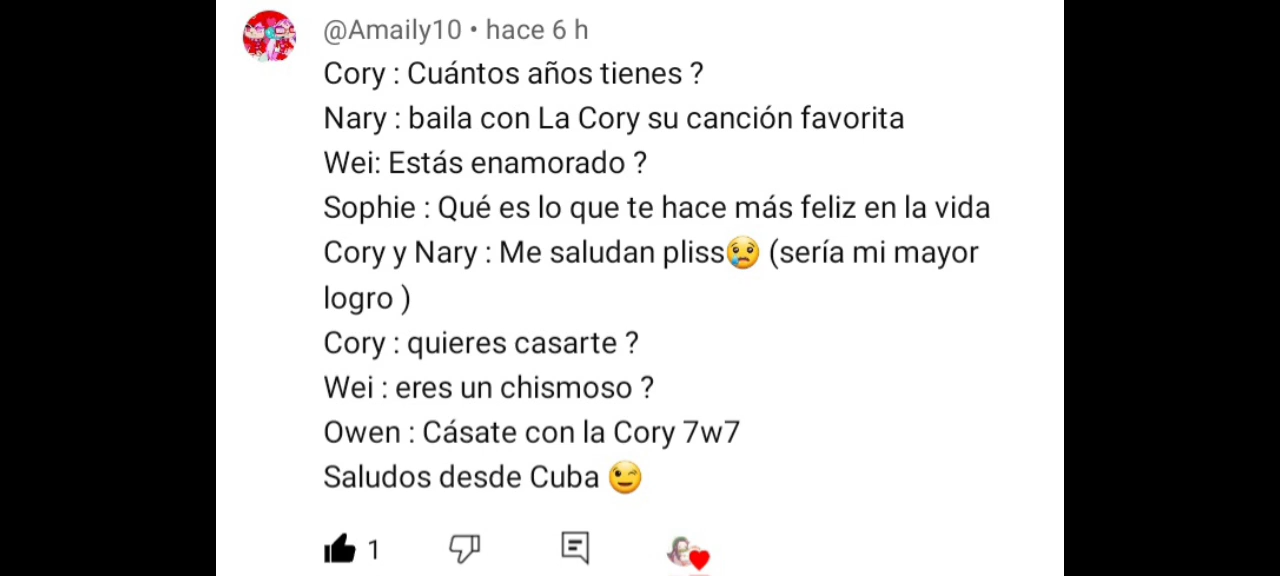 @Amaily10 • hace 6 h
Cory : Cuántos años tienes ?
Nary : baila con La Cory su canción favorita
Wei: Estás enamorado ?
Sophie : Qué es lo que te hace más feliz en la vida
Cory y Nary : Me saludan pliss😢 (sería mi mayor
logro )
Cory : quieres casarte ?
Wei : eres un chismoso ?
Owen : Cásate con la Cory 7w7
Saludos desde Cuba 😉
1